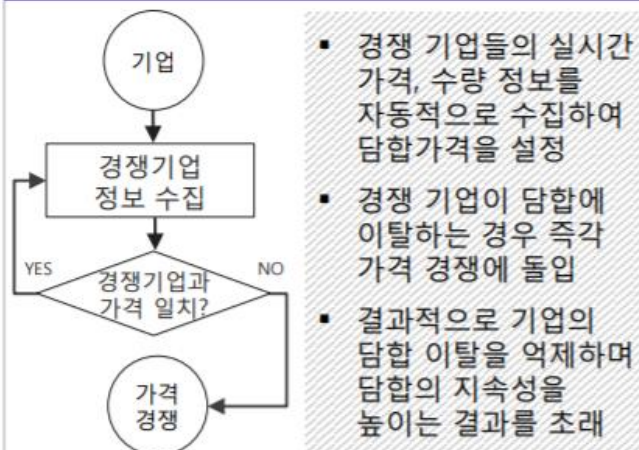 기업
경쟁기업
정보 수집
YES
경쟁기업과
가격 일치?
NO
가격
경쟁
▪ 경쟁 기업들의 실시간
가격, 수량 정보를
자동적으로 수집하여
담합가격을 설정
▪ 경쟁 기업이 담합에
이탈하는 경우 즉각
가격 경쟁에 돌입
▪ 결과적으로 기업의
담합 이탈을 억제하며
담합의 지속성을
높이는 결과를 초래